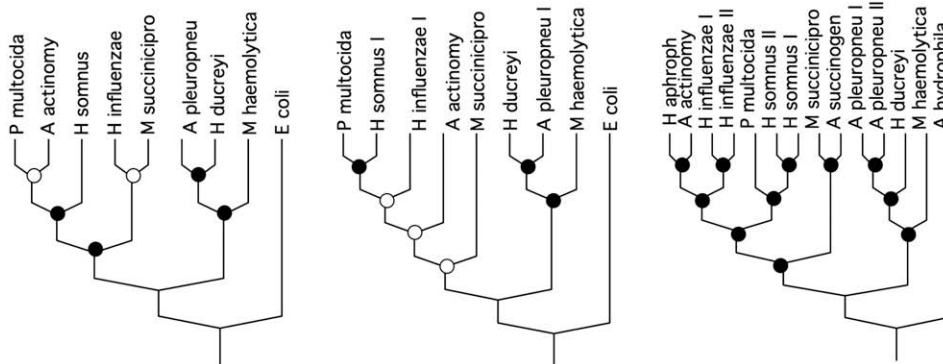 P multocida
A actinomy
H somnus
H influenzae
M succinicipro
A pleuropneu
H ducreyi
M haemolytica
E coli
P multocida
H somnus I
H influenzae I
A actinomy
M succinicipro
H ducreyi
A pleuropneu I
M haemolytica
E coli
H aphroph
A actinomy
H influenzae I
H influenzae II
P multocida
H somnus II
H somnus I
M succinicipro
A succinogen
A pleuropneu I
A pleuropneu II
H ducreyi
M haemolytica
A hydrophila